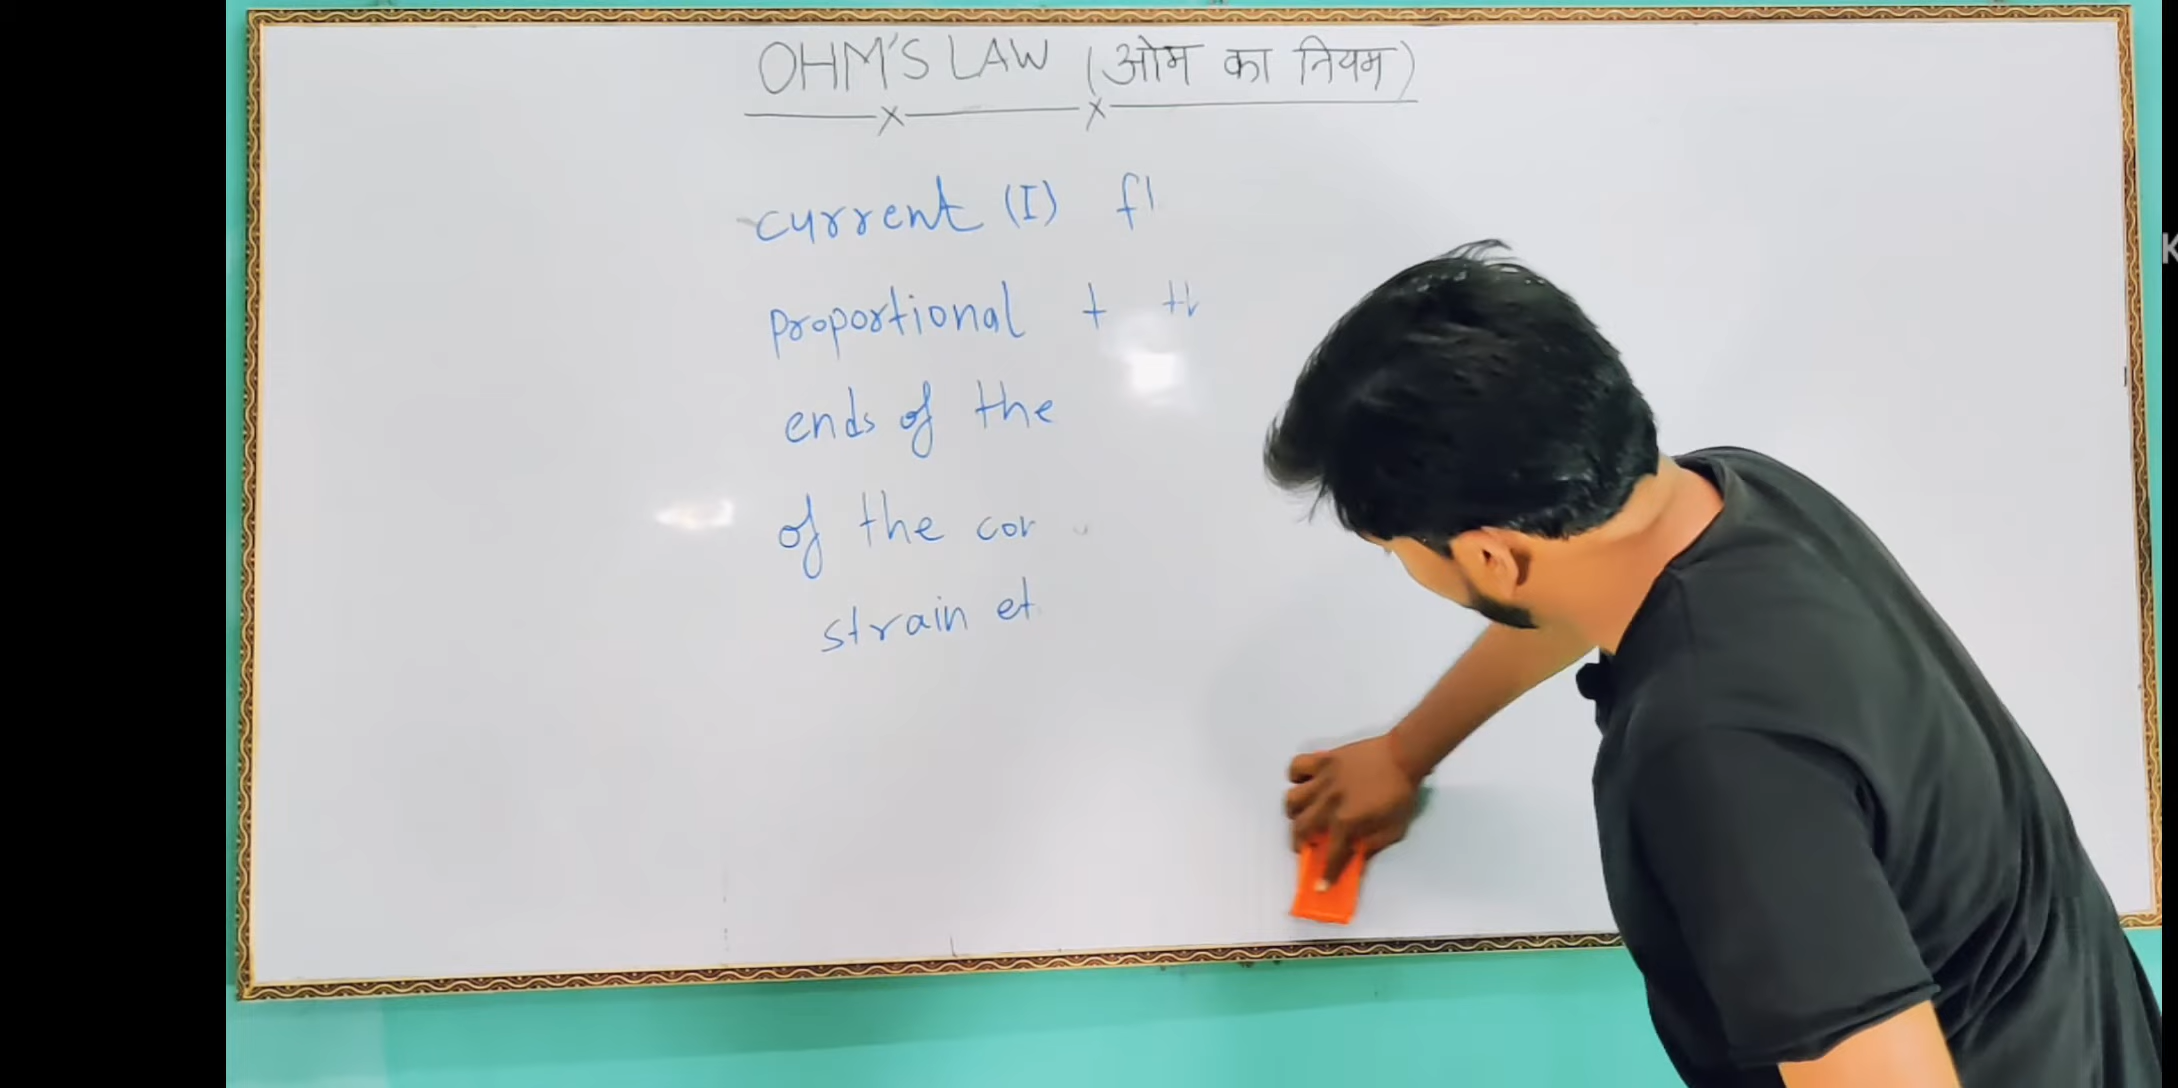 OHM'S LAW (ओम का नियम)
current (I) fl
proportional t th
ends of the
of the cor
strain et
K